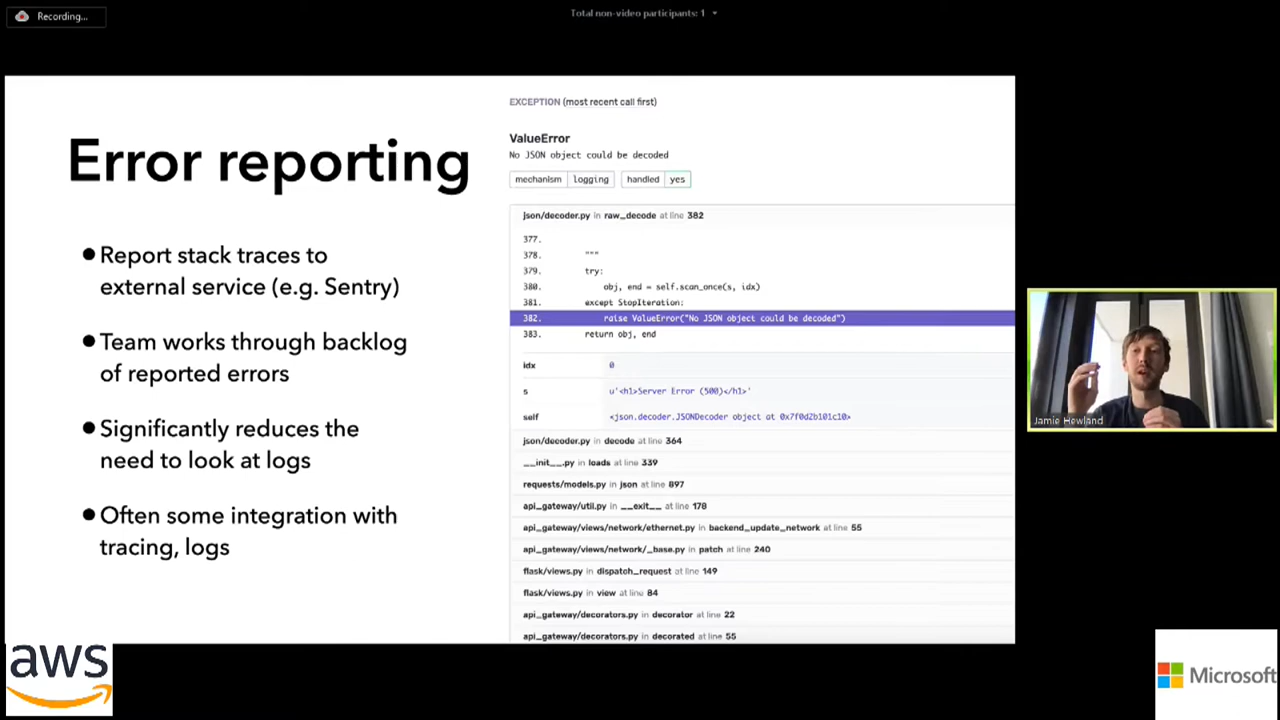 Recording...
Total non-video participants: 1
Error reporting
●Report stack traces to
external service (e.g. Sentry)
●Team works through backlog
of reported errors
●Significantly reduces the
need to look at logs
●Often some integration with
tracing, logs
EXCEPTION (most recent call first)
ValueError
No JSON object could be decoded
mechanism logging handled yes
json/decoder.py in raw_decode at line 382
377.
378. """
379. try:
380. obj, end = self.scan_once(s, idx)
381. except StopIteration:
382. raise ValueError("No JSON object could be decoded")
383. return obj, end
idx 0
s u'<h1>Server Error (500)</h1>'
self <json.decoder.JSONDecoder object at 0x7f0d2b101c10>
json/decoder.py in decode at line 364
__init__.py in loads at line 339
requests/models.py in json at line 897
api_gateway/util.py in __exit__ at line 178
api_gateway/views/network/ethernet.py in backend_update_network at line 55
api_gateway/views/network/_base.py in patch at line 240
flask/views.py in dispatch_request at line 149
flask/views.py in view at line 84
api_gateway/decorators.py in decorator at line 22
api_gateway/decorators.py in decorated at line 55
Jamie Hewland
aws
Microsoft